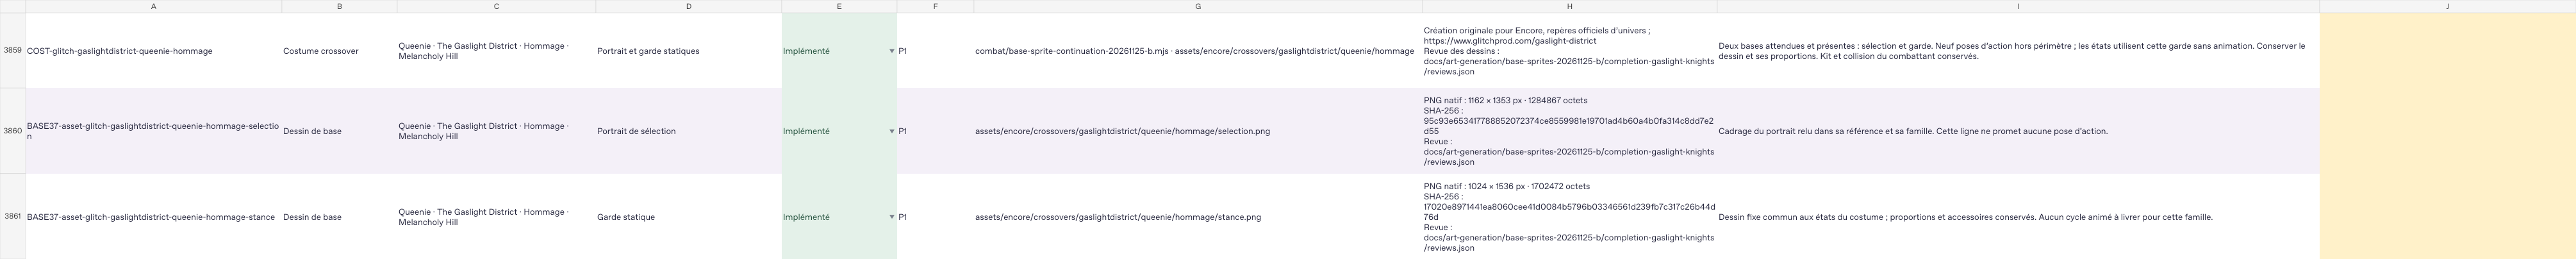 A B C D E F G H I J
3859
COST-glitch-gaslightdistrict-queenie-hommage
Costume crossover
Queenie · The Gaslight District · Hommage ·
Melancholy Hill
Portrait et garde statiques
Implémenté
P1
combat/base-sprite-continuation-20261125-b.mjs · assets/encore/crossovers/gaslightdistrict/queenie/hommage
Création originale pour Encore, repères officiels d'univers ;
https://www.glitchprod.com/gaslight-district
Revue des dessins :
docs/art-generation/base-sprites-20261125-b/completion-gaslight-knights
/reviews.json
Deux bases attendues et présentes : sélection et garde. Neuf poses d'action hors périmètre ; les états utilisent cette garde sans animation. Conserver le
dessin et ses proportions. Kit et collision du combattant conservés.
3860
BASE37-asset-glitch-gaslightdistrict-queenie-hommage-selectio
n
Dessin de base
Queenie · The Gaslight District · Hommage ·
Melancholy Hill
Portrait de sélection
Implémenté
P1
assets/encore/crossovers/gaslightdistrict/queenie/hommage/selection.png
PNG natif : 1162 × 1353 px · 1284867 octets
SHA-256 :
95c93e653417788852072374ce8559981e19701ad4b60a4b0fa314c8dd7e2
d55
Revue :
docs/art-generation/base-sprites-20261125-b/completion-gaslight-knights
/reviews.json
Cadrage du portrait relu dans sa référence et sa famille. Cette ligne ne promet aucune pose d'action.
3861
BASE37-asset-glitch-gaslightdistrict-queenie-hommage-stance
Dessin de base
Queenie · The Gaslight District · Hommage ·
Melancholy Hill
Garde statique
Implémenté
P1
assets/encore/crossovers/gaslightdistrict/queenie/hommage/stance.png
PNG natif : 1024 × 1536 px · 1702472 octets
SHA-256 :
17020e8971441ea8060cee41d0084b5796b03346561d239fb7c317c26b44d
76d
Revue :
docs/art-generation/base-sprites-20261125-b/completion-gaslight-knights
/reviews.json
Dessin fixe commun aux états du costume ; proportions et accessoires conservés. Aucun cycle animé à livrer pour cette famille.